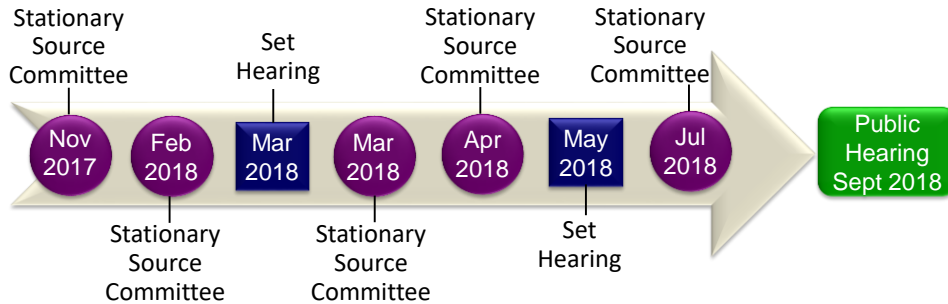 Stationary
Source
Committee
Set
Hearing
Stationary
Source
Committee
Stationary
Source
Committee
Nov
2017
Feb
2018
Mar
2018
Mar
2018
Apr
2018
May
2018
Jul
2018
Public
Hearing
Sept 2018
Stationary
Source
Committee
Stationary
Source
Committee
Set
Hearing